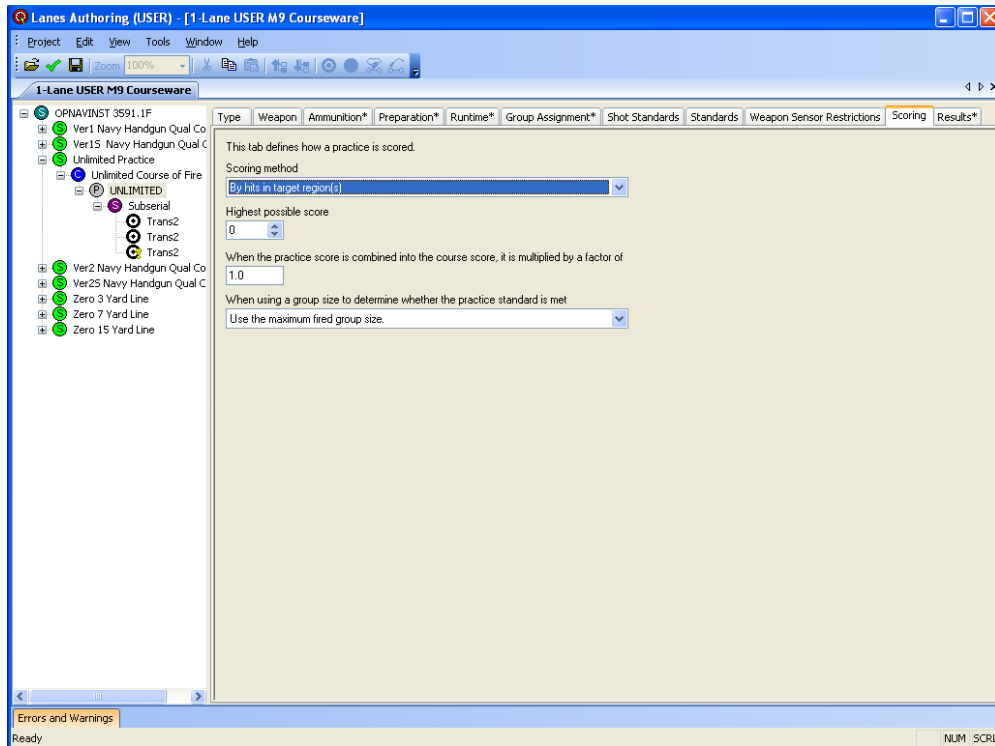 Lanes Authoring (USER) - [1-Lane USER M9 Courseware]
Project Edit View Tools Window Help
Zoom 100%
1-Lane USER M9 Courseware
OPNAVINST 3591.1F
Ver1 Navy Handgun Qual Co
Ver1S Navy Handgun Qual C
Unlimited Practice
Unlimited Course of Fire
UNLIMITED
Subserial
Trans2
Trans2
Trans2
Ver2 Navy Handgun Qual Co
Ver2S Navy Handgun Qual C
Zero 3 Yard Line
Zero 7 Yard Line
Zero 15 Yard Line
Type Weapon Ammunition* Preparation* Runtime* Group Assignment* Shot Standards Standards Weapon Sensor Restrictions Scoring Results*
This tab defines how a practice is scored.
Scoring method
By hits in target region(s)
Highest possible score
0
When the practice score is combined into the course score, it is multiplied by a factor of
1.0
When using a group size to determine whether the practice standard is met
Use the maximum fired group size.
Errors and Warnings
Ready NUM SCRL